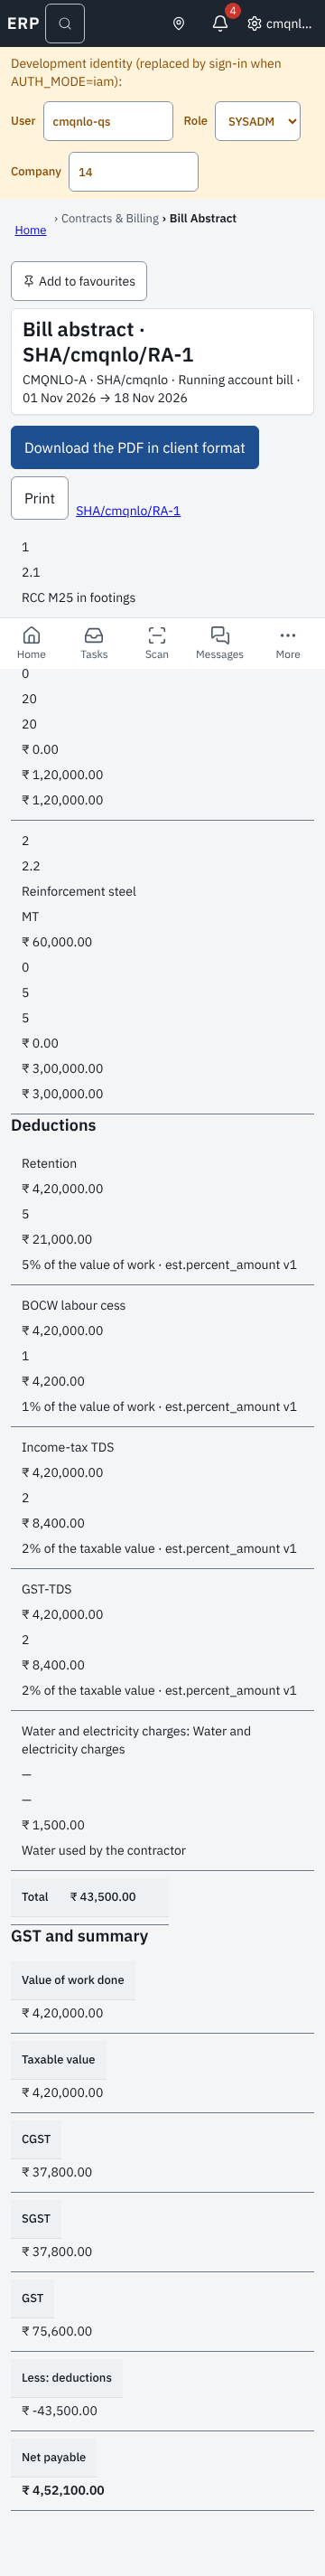 ERP
4
cmqnl...
Development identity (replaced by sign-in when
AUTH_MODE=iam):
User cmqnlo-qs Role SYSADM
Company 14
Home › Contracts & Billing › Bill Abstract
Add to favourites
Bill abstract ·
SHA/cmqnlo/RA-1
CMQNLO-A · SHA/cmqnlo · Running account bill ·
01 Nov 2026 → 18 Nov 2026
Download the PDF in client format
Print SHA/cmqnlo/RA-1
1
2.1
RCC M25 in footings
Home Tasks Scan Messages More
0
20
20
₹ 0.00
₹ 1,20,000.00
₹ 1,20,000.00
2
2.2
Reinforcement steel
MT
₹ 60,000.00
0
5
5
₹ 0.00
₹ 3,00,000.00
₹ 3,00,000.00
Deductions
Retention
₹ 4,20,000.00
5
₹ 21,000.00
5% of the value of work · est.percent_amount v1
BOCW labour cess
₹ 4,20,000.00
1
₹ 4,200.00
1% of the value of work · est.percent_amount v1
Income-tax TDS
₹ 4,20,000.00
2
₹ 8,400.00
2% of the taxable value · est.percent_amount v1
GST-TDS
₹ 4,20,000.00
2
₹ 8,400.00
2% of the taxable value · est.percent_amount v1
Water and electricity charges: Water and
electricity charges
—
—
₹ 1,500.00
Water used by the contractor
Total ₹ 43,500.00
GST and summary
Value of work done
₹ 4,20,000.00
Taxable value
₹ 4,20,000.00
CGST
₹ 37,800.00
SGST
₹ 37,800.00
GST
₹ 75,600.00
Less: deductions
₹ -43,500.00
Net payable
₹ 4,52,100.00